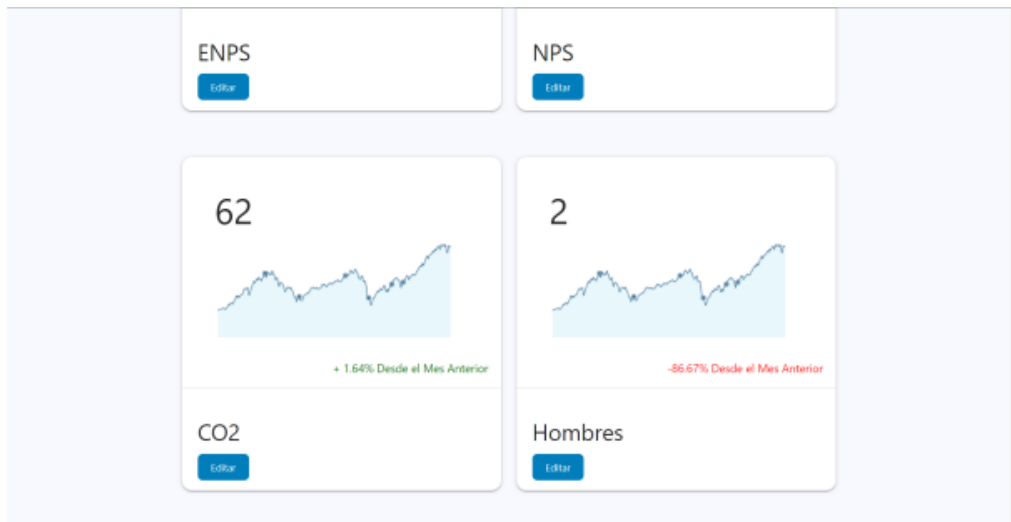 ENPS
Editar
NPS
Editar
62
+ 1.64% Desde el Mes Anterior
CO2
Editar
2
-86.67% Desde el Mes Anterior
Hombres
Editar